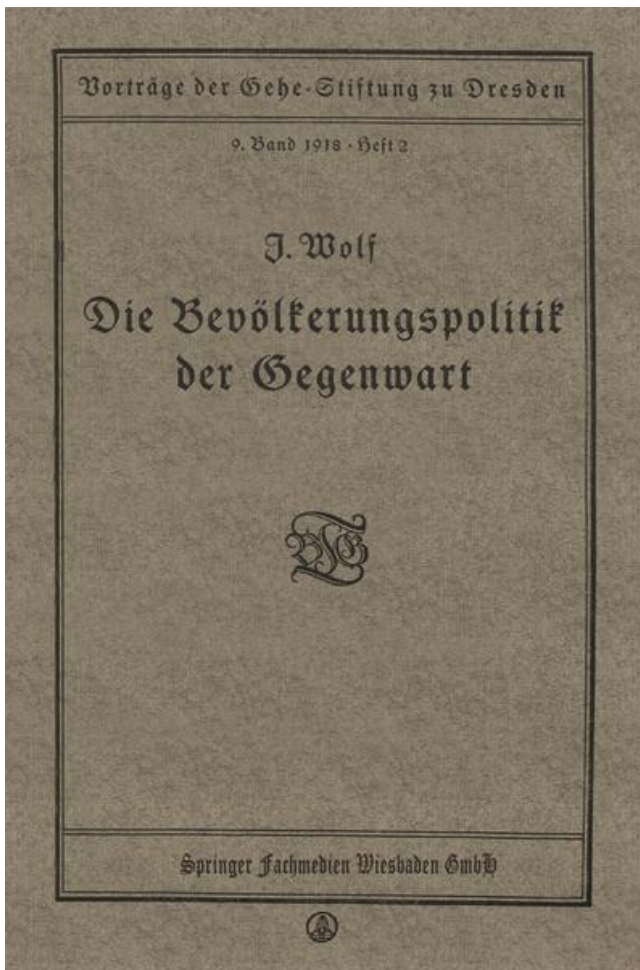 Vorträge der Gehe-Stiftung zu Dresden
9. Band 1918 · Heft 2
J. Wolf
Die Bevölkerungspolitik
der Gegenwart
Springer Fachmedien Wiesbaden GmbH